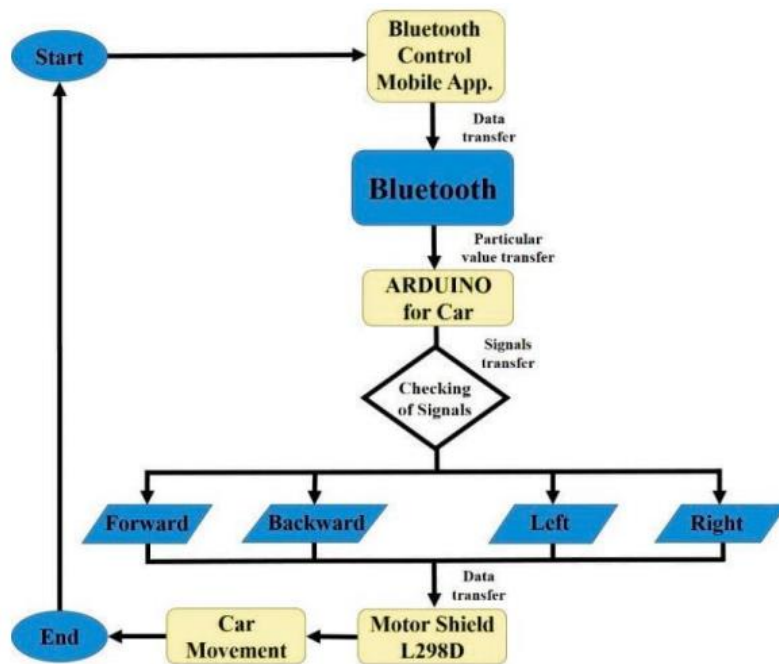 Start
Bluetooth
Control
Mobile App.
Data
transfer
Bluetooth
Particular
value transfer
ARDUINO
for Car
Signals
transfer
Checking
of Signals
Forward
Backward
Left
Right
Data
transfer
End
Car
Movement
Motor Shield
L298D